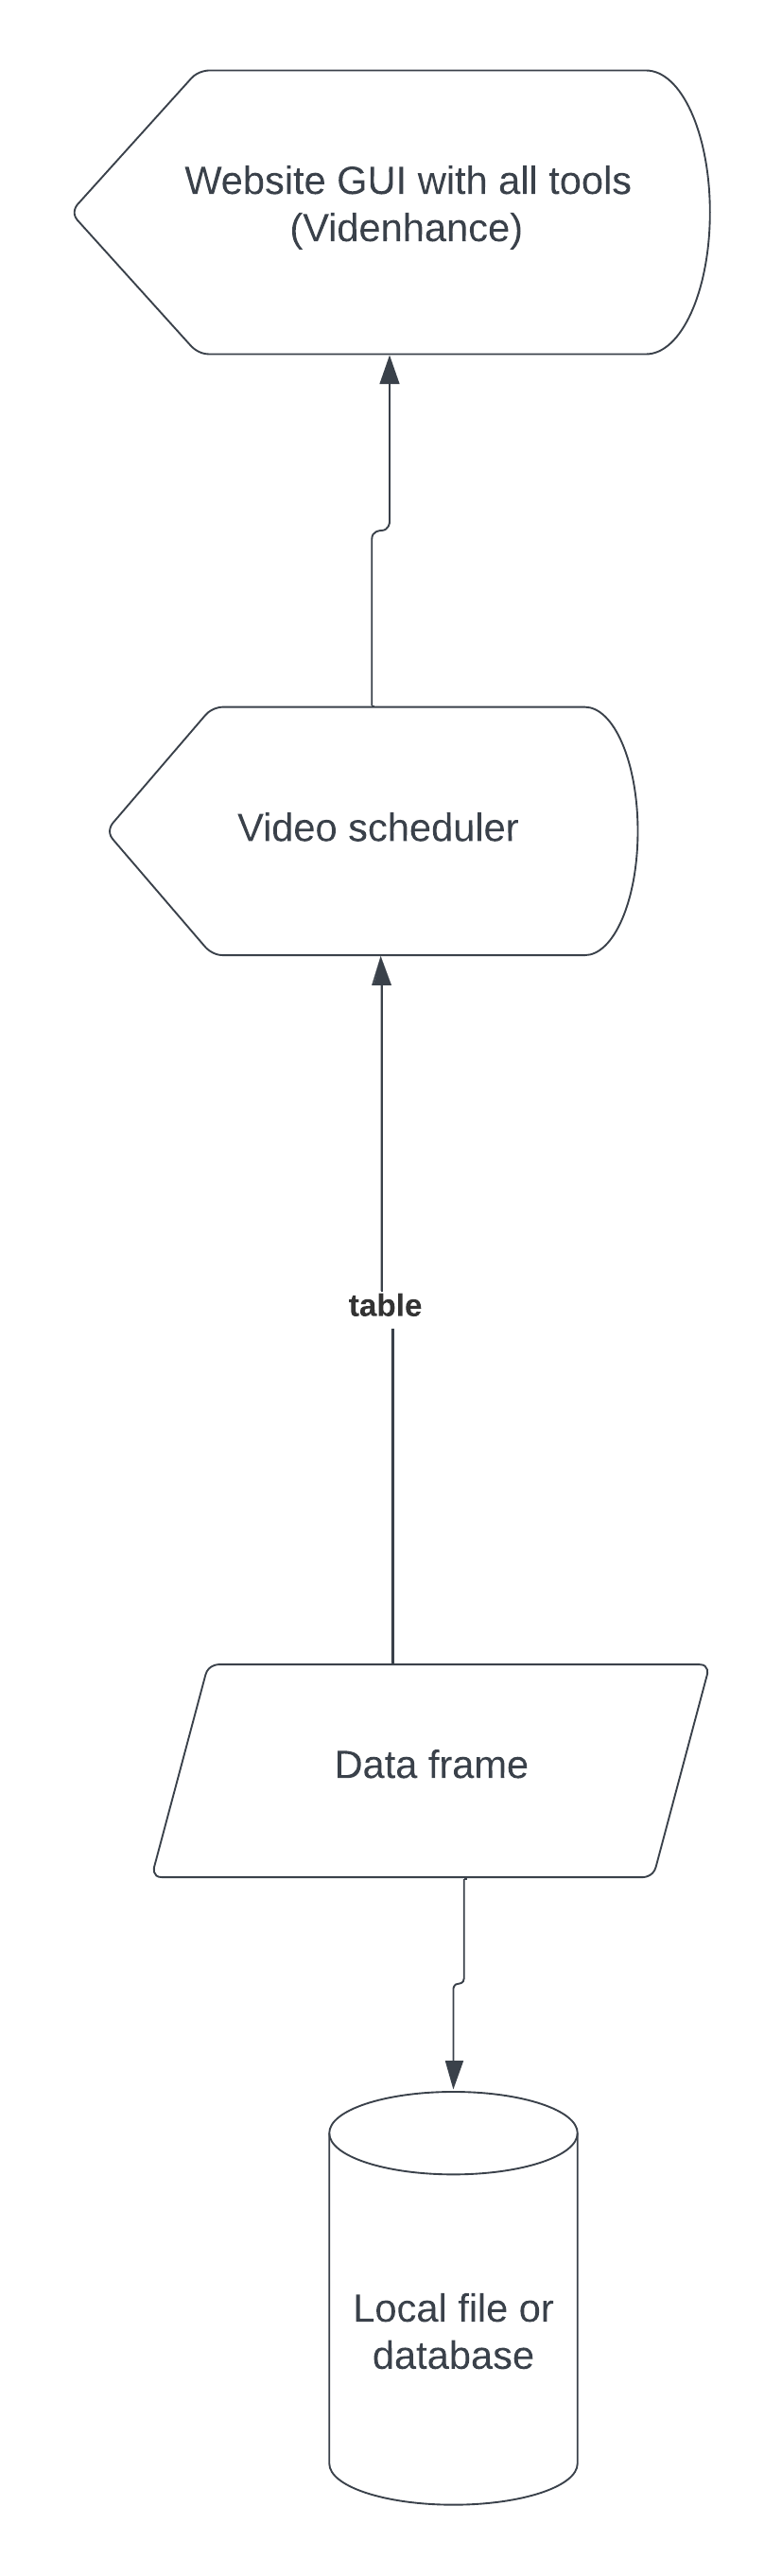 Website GUI with all tools
(Videnhance)
Video scheduler
table
Data frame
Local file or
database